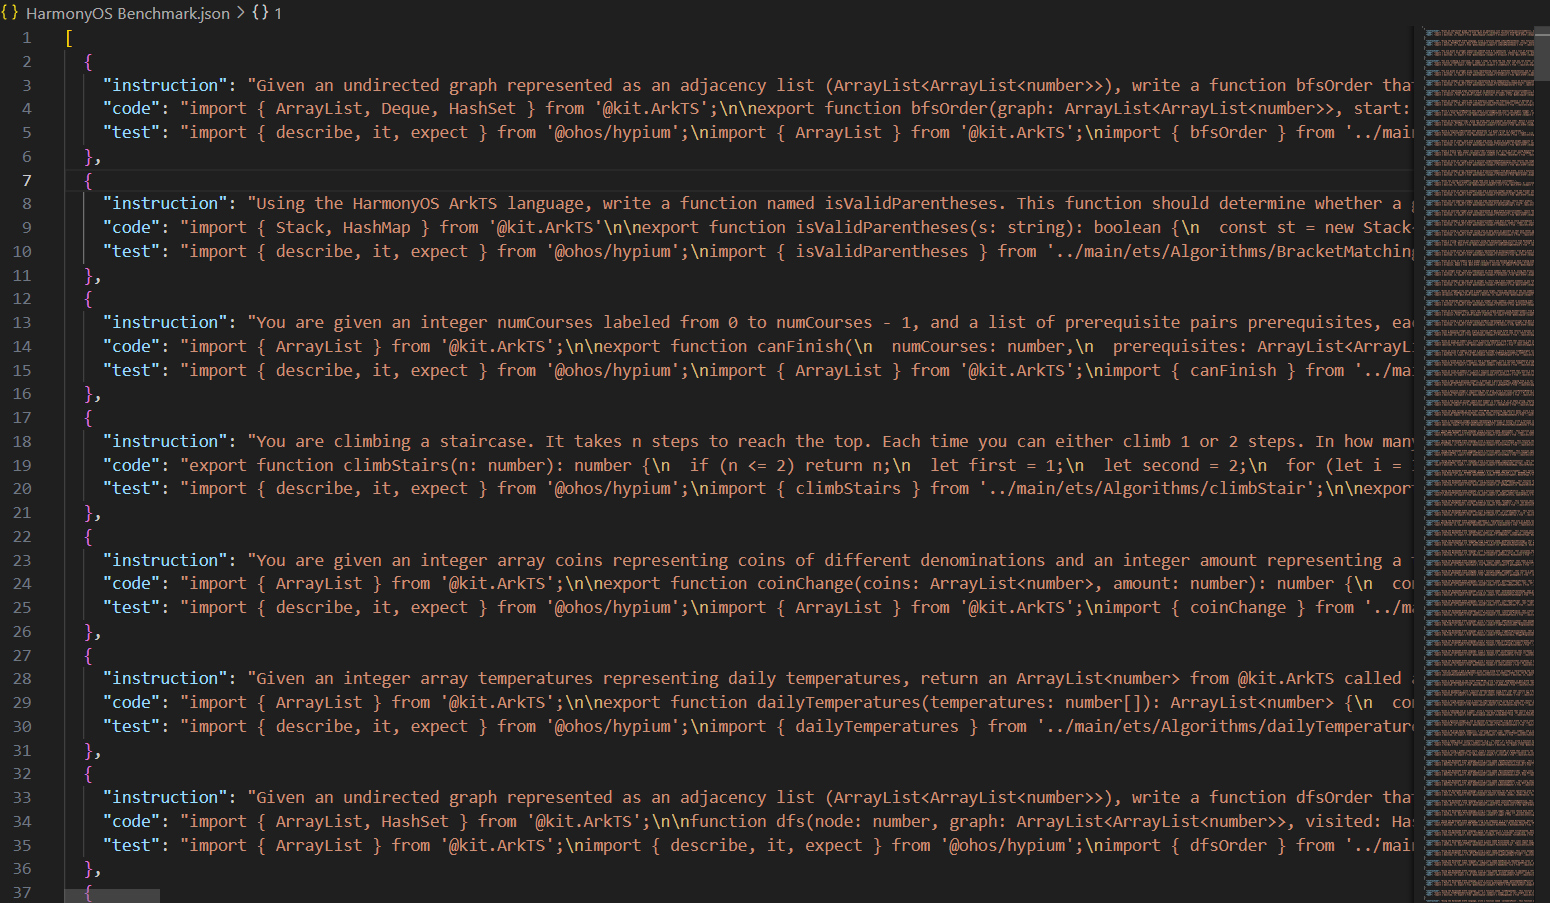 {} HarmonyOS Benchmark.json > {} 1
1 [
2 {
3 "instruction": "Given an undirected graph represented as an adjacency list (ArrayList<ArrayList<number>>), write a function bfsOrder tha
4 "code": "import { ArrayList, Deque, HashSet } from '@kit.ArkTS';\n\nexport function bfsOrder(graph: ArrayList<ArrayList<number>>, start:
5 "test": "import { describe, it, expect } from '@ohos/hypium';\nimport { ArrayList } from '@kit.ArkTS';\nimport { bfsOrder } from '../mai
6 },
7 {
8 "instruction": "Using the HarmonyOS ArkTS language, write a function named isValidParentheses. This function should determine whether a
9 "code": "import { Stack, HashMap } from '@kit.ArkTS'\n\nexport function isValidParentheses(s: string): boolean {\n  const st = new Stack
10 "test": "import { describe, it, expect } from '@ohos/hypium';\nimport { isValidParentheses } from '../main/ets/Algorithms/BracketMatching
11 },
12 {
13 "instruction": "You are given an integer numCourses labeled from 0 to numCourses - 1, and a list of prerequisite pairs prerequisites, ea
14 "code": "import { ArrayList } from '@kit.ArkTS';\n\nexport function canFinish(\n  numCourses: number,\n  prerequisites: ArrayList<ArrayL
15 "test": "import { describe, it, expect } from '@ohos/hypium';\nimport { ArrayList } from '@kit.ArkTS';\nimport { canFinish } from '../ma
16 },
17 {
18 "instruction": "You are climbing a staircase. It takes n steps to reach the top. Each time you can either climb 1 or 2 steps. In how man
19 "code": "export function climbStairs(n: number): number {\n  if (n <= 2) return n;\n  let first = 1;\n  let second = 2;\n  for (let i =
20 "test": "import { describe, it, expect } from '@ohos/hypium';\nimport { climbStairs } from '../main/ets/Algorithms/climbStair';\n\nexpor
21 },
22 {
23 "instruction": "You are given an integer array coins representing coins of different denominations and an integer amount representing a
24 "code": "import { ArrayList } from '@kit.ArkTS';\n\nexport function coinChange(coins: ArrayList<number>, amount: number): number {\n  co
25 "test": "import { describe, it, expect } from '@ohos/hypium';\nimport { ArrayList } from '@kit.ArkTS';\nimport { coinChange } from '../m
26 },
27 {
28 "instruction": "Given an integer array temperatures representing daily temperatures, return an ArrayList<number> from @kit.ArkTS called
29 "code": "import { ArrayList } from '@kit.ArkTS';\n\nexport function dailyTemperatures(temperatures: number[]): ArrayList<number> {\n  co
30 "test": "import { describe, it, expect } from '@ohos/hypium';\nimport { dailyTemperatures } from '../main/ets/Algorithms/dailyTemperatur
31 },
32 {
33 "instruction": "Given an undirected graph represented as an adjacency list (ArrayList<ArrayList<number>>), write a function dfsOrder tha
34 "code": "import { ArrayList, HashSet } from '@kit.ArkTS';\n\nfunction dfs(node: number, graph: ArrayList<ArrayList<number>>, visited: Has
35 "test": "import { ArrayList } from '@kit.ArkTS';\nimport { describe, it, expect } from '@ohos/hypium';\nimport { dfsOrder } from '../mai
36 },
37 {